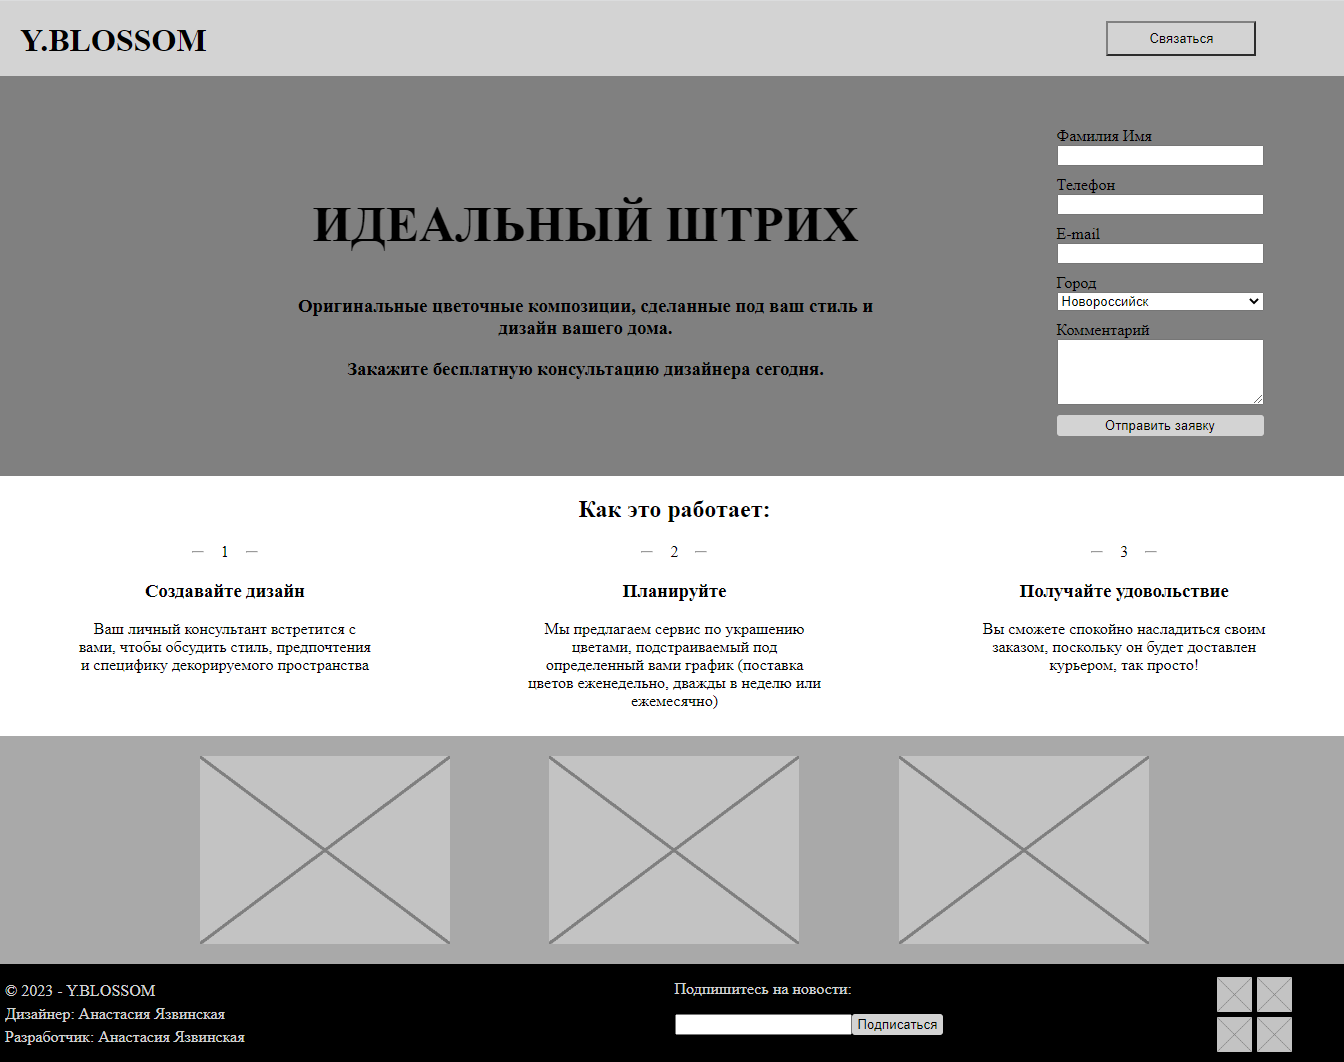 Y.BLOSSOM
Связаться
ИДЕАЛЬНЫЙ ШТРИХ
Оригинальные цветочные композиции, сделанные под ваш стиль и
дизайн вашего дома.
Закажите бесплатную консультацию дизайнера сегодня.
Фамилия Имя
Телефон
E-mail
Город
Новороссийск
Комментарий
Отправить заявку
Как это работает:
1
Создавайте дизайн
Ваш личный консультант встретится с
вами, чтобы обсудить стиль, предпочтения
и специфику декорируемого пространства
2
Планируйте
Мы предлагаем сервис по украшению
цветами, подстраиваемый под
определенный вами график (поставка
цветов еженедельно, дважды в неделю или
ежемесячно)
3
Получайте удовольствие
Вы сможете спокойно насладиться своим
заказом, поскольку он будет доставлен
курьером, так просто!
© 2023 - Y.BLOSSOM
Дизайнер: Анастасия Язвинская
Разработчик: Анастасия Язвинская
Подпишитесь на новости:
Подписаться